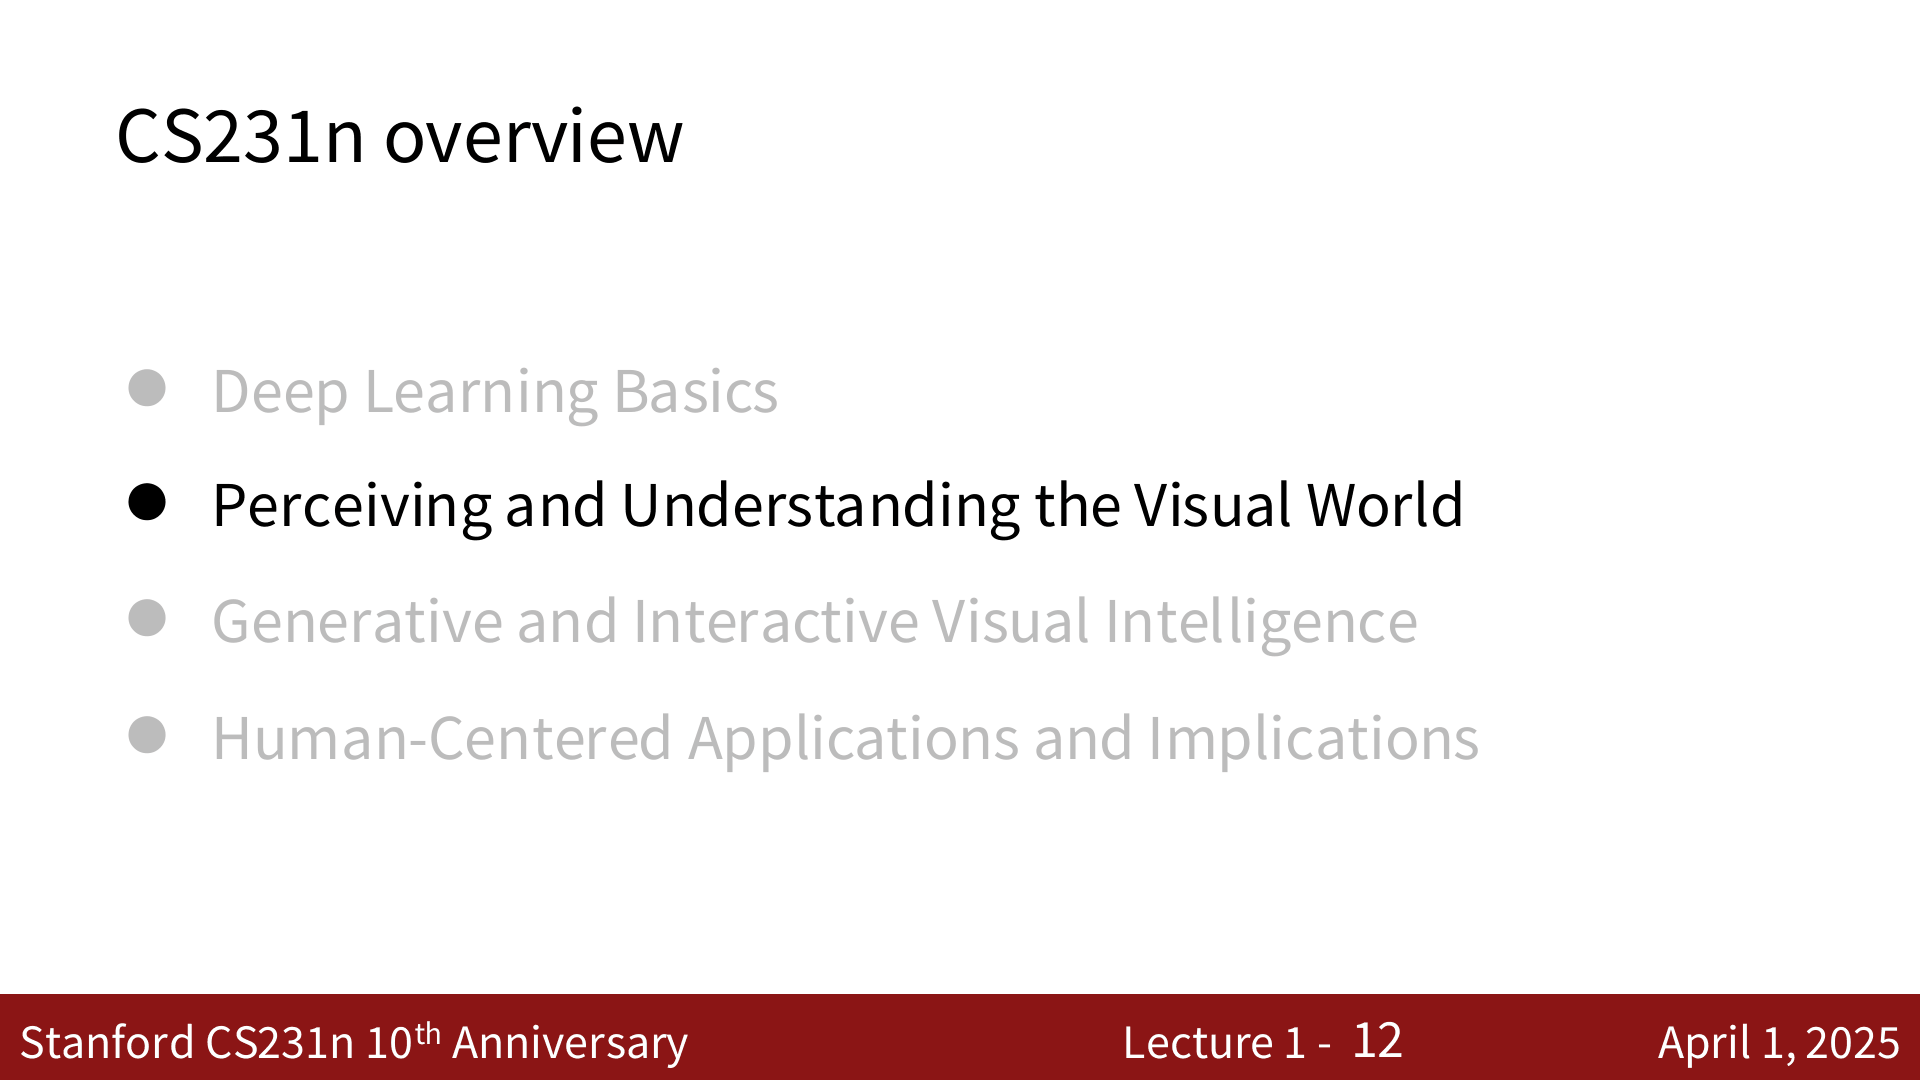 CS231n overview
● Deep Learning Basics
● Perceiving and Understanding the Visual World
● Generative and Interactive Visual Intelligence
● Human-Centered Applications and Implications
Stanford CS231n 10th Anniversary
Lecture 1 - 12
April 1, 2025